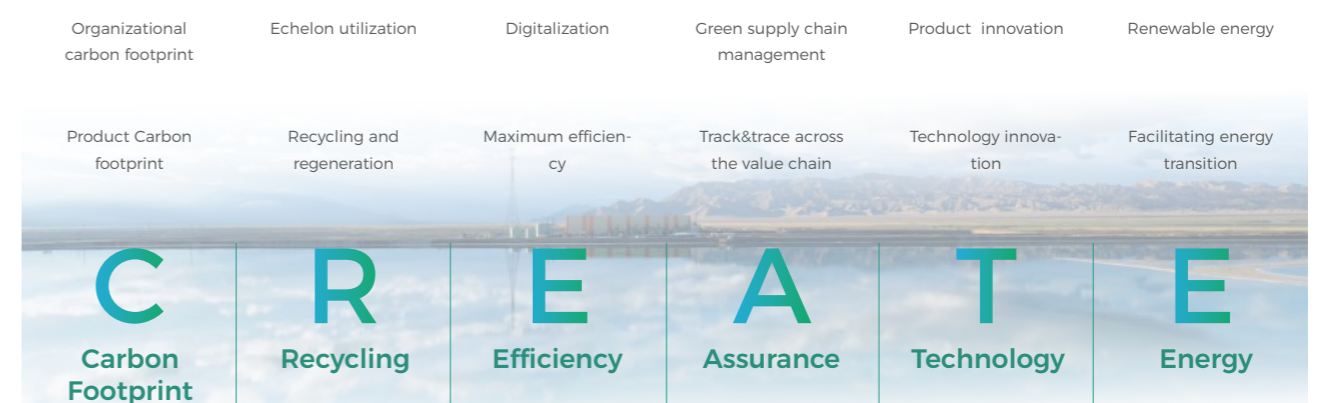 Organizational
carbon footprint
Echelon utilization
Digitalization
Green supply chain
management
Product innovation
Renewable energy
Product Carbon
footprint
Recycling and
regeneration
Maximum efficien-
cy
Track&trace across
the value chain
Technology innova-
tion
Facilitating energy
transition
C
R
E
A
T
E
Carbon
Footprint
Recycling
Efficiency
Assurance
Technology
Energy